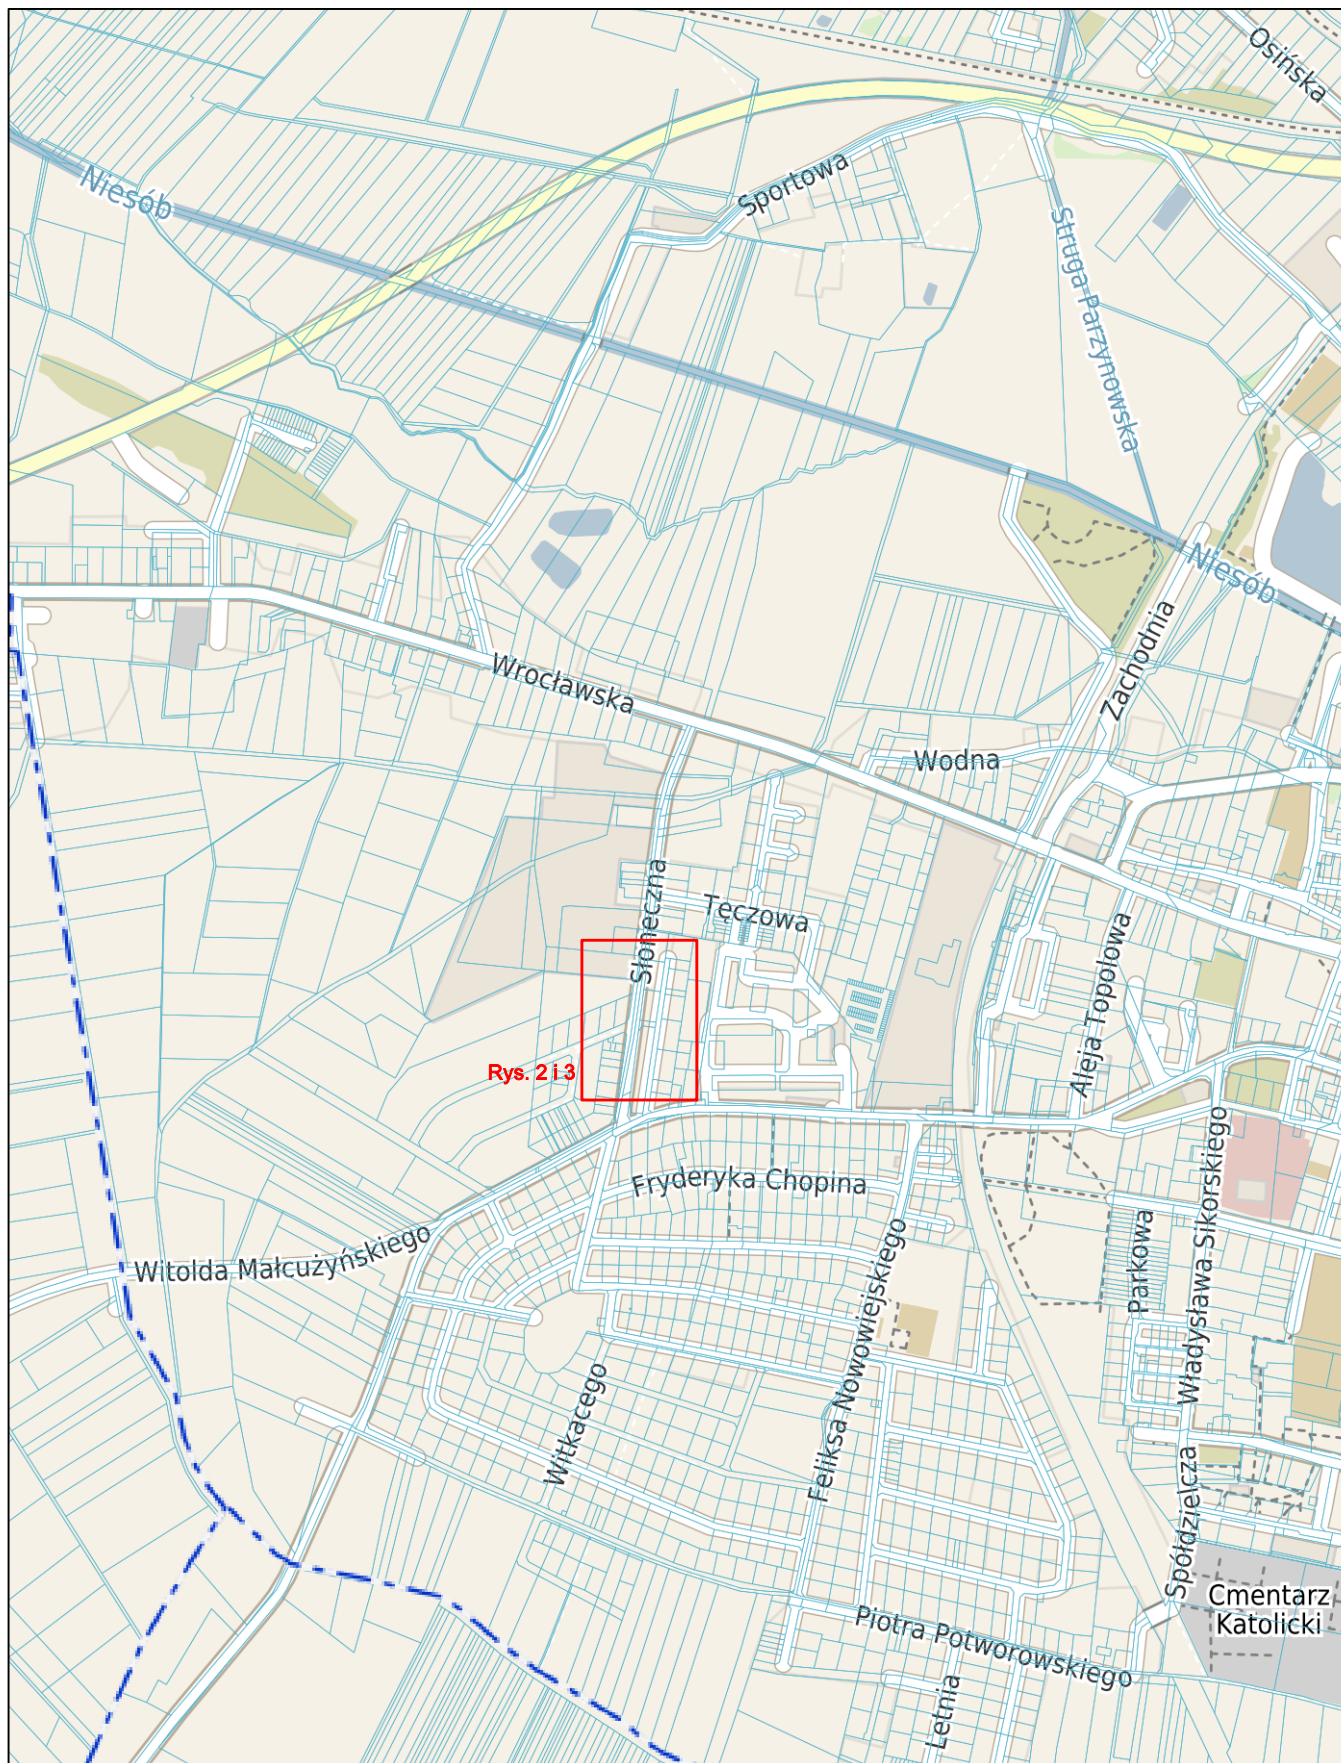 Osińska
Sportowa
Niesób
Struga Parzynowska
Niesób
Zachodnia
Wrocławska
Wodna
Słoneczna
Tęczowa
Aleja Topolowa
Rys. 2 i 3
Fryderyka Chopina
Władysława Sikorskiego
Parkowa
Witolda Małcużyńskiego
Feliksa Nowowiejskiego
Witkacego
Spółdzielcza
Cmentarz
Katolicki
Piotra Potworowskiego
Letnia